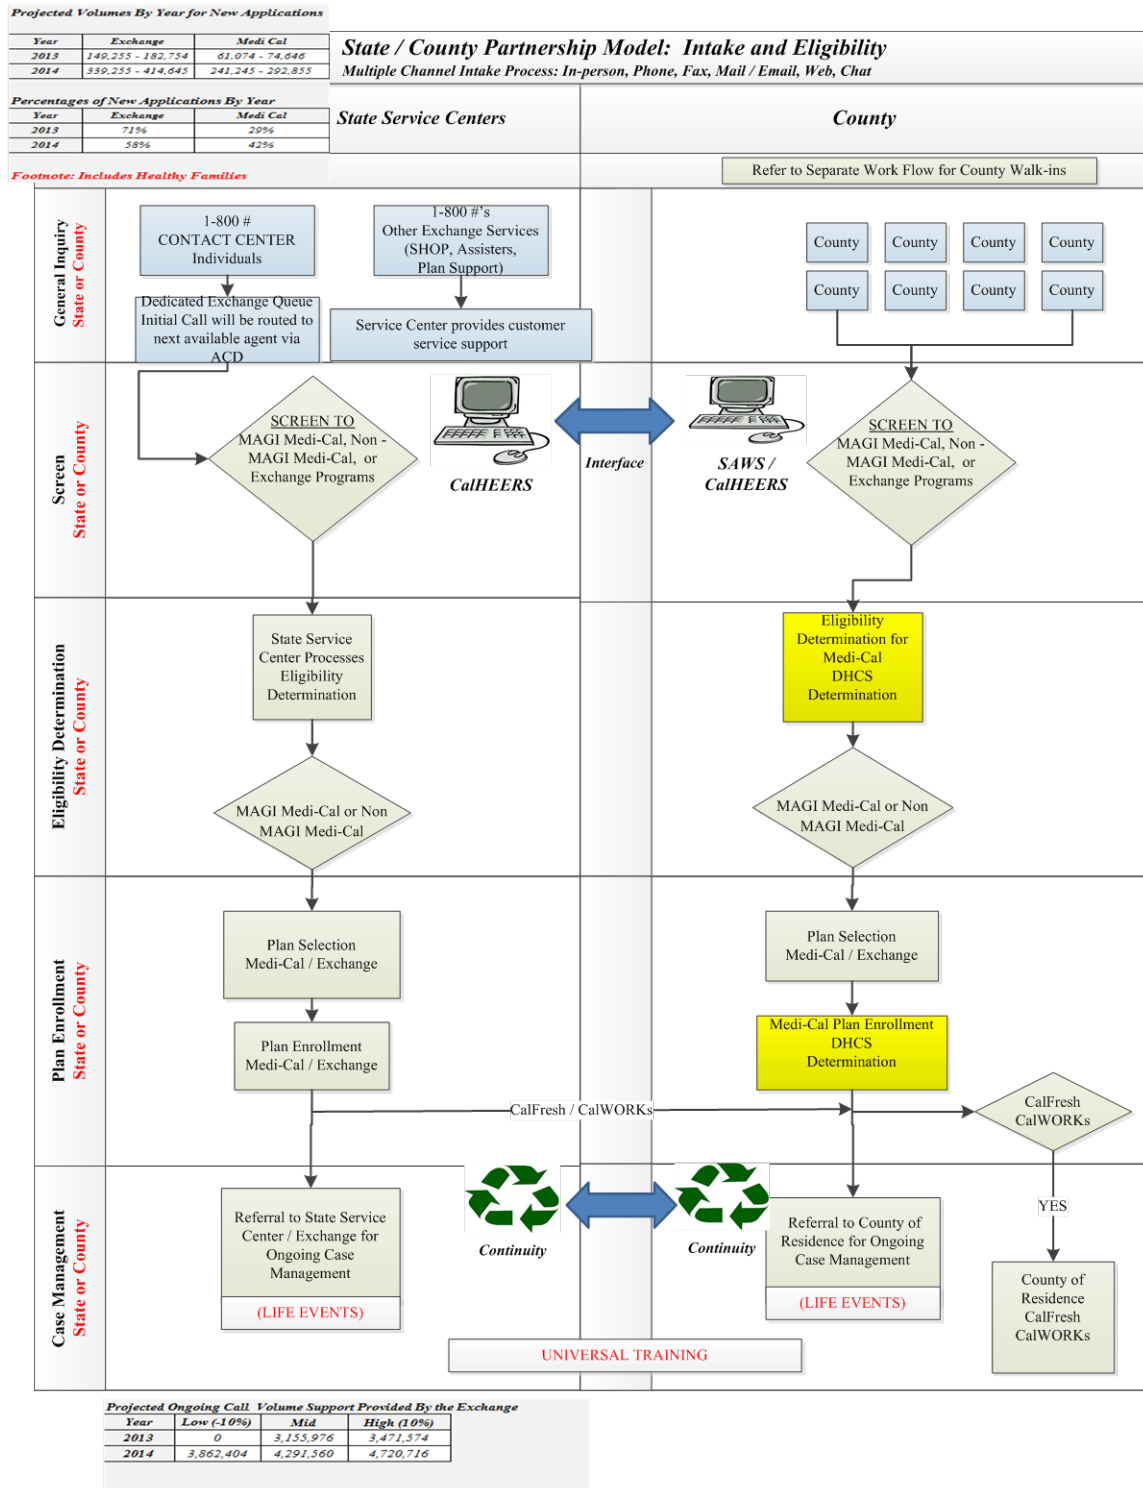 Projected Volumes By Year for New Applications
Year Exchange Medi Cal
2013 149,255 - 182,754 61,074 - 74,646
2014 339,255 - 414,645 241,245 - 292,855
Percentages of New Applications By Year
Year Exchange Medi Cal
2013 71% 29%
2014 58% 42%
Footnote: Includes Healthy Families
State / County Partnership Model: Intake and Eligibility
Multiple Channel Intake Process: In-person, Phone, Fax, Mail / Email, Web, Chat
State Service Centers
County
Refer to Separate Work Flow for County Walk-ins
General Inquiry
State or County
1-800 #
CONTACT CENTER
Individuals
1-800 #'s
Other Exchange Services
(SHOP, Assisters,
Plan Support)
Dedicated Exchange Queue
Initial Call will be routed to
next available agent via
ACD
Service Center provides customer
service support
County County County County
County County County County
Screen
State or County
SCREEN TO
MAGI Medi-Cal, Non -
MAGI Medi-Cal, or
Exchange Programs
CalHEERS
Interface
SAWS /
CalHEERS
SCREEN TO
MAGI Medi-Cal, Non -
MAGI Medi-Cal, or
Exchange Programs
Eligibility Determination
State or County
State Service
Center Processes
Eligibility
Determination
Eligibility
Determination for
Medi-Cal
DHCS
Determination
MAGI Medi-Cal or Non
MAGI Medi-Cal
MAGI Medi-Cal or Non
MAGI Medi-Cal
Plan Enrollment
State or County
Plan Selection
Medi-Cal / Exchange
Plan Selection
Medi-Cal / Exchange
Plan Enrollment
Medi-Cal / Exchange
Medi-Cal Plan Enrollment
DHCS
Determination
CalFresh / CalWORKs
CalFresh
CalWORKs
Case Management
State or County
Referral to State Service
Center / Exchange for
Ongoing Case
Management
(LIFE EVENTS)
Continuity
Continuity
Referral to County of
Residence for Ongoing
Case Management
(LIFE EVENTS)
YES
County of
Residence
CalFresh
CalWORKs
UNIVERSAL TRAINING
Projected Ongoing Call Volume Support Provided By the Exchange
Year Low (-10%) Mid High (10%)
2013 0 3,155,976 3,471,574
2014 3,862,404 4,291,560 4,720,716